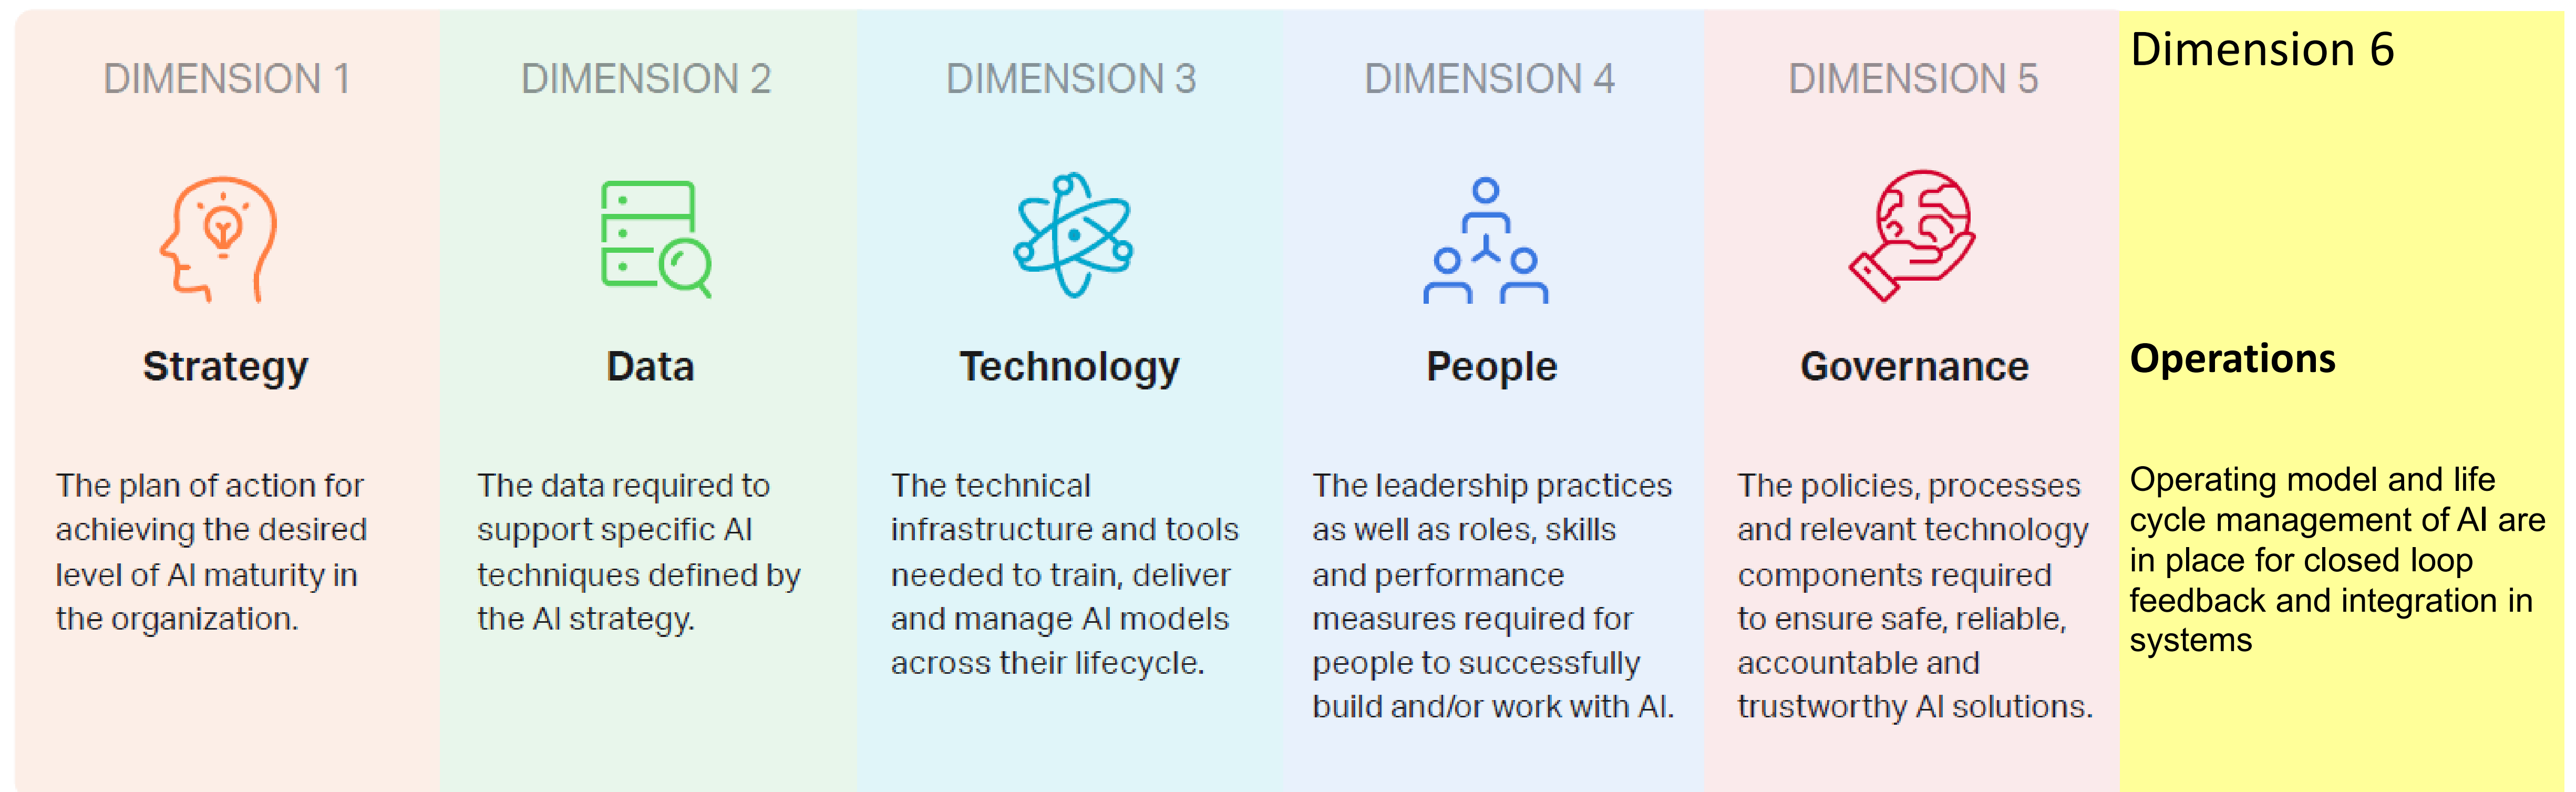 DIMENSION 1
Strategy
The plan of action for
achieving the desired
level of AI maturity in
the organization.
DIMENSION 2
Data
The data required to
support specific AI
techniques defined by
the AI strategy.
DIMENSION 3
Technology
The technical
infrastructure and tools
needed to train, deliver
and manage AI models
across their lifecycle.
DIMENSION 4
People
The leadership practices
as well as roles, skills
and performance
measures required for
people to successfully
build and/or work with AI.
DIMENSION 5
Governance
The policies, processes
and relevant technology
components required
to ensure safe, reliable,
accountable and
trustworthy AI solutions.
Dimension 6
Operations
Operating model and life
cycle management of AI are
in place for closed loop
feedback and integration in
systems